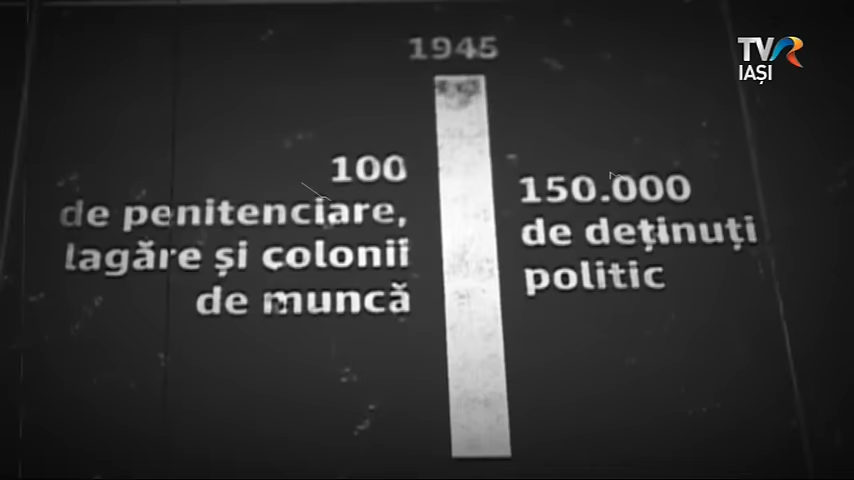 1945
TVR
IAȘI
100
de penitenciare,
lagăre și colonii
de muncă
150.000
de deținuți
politic